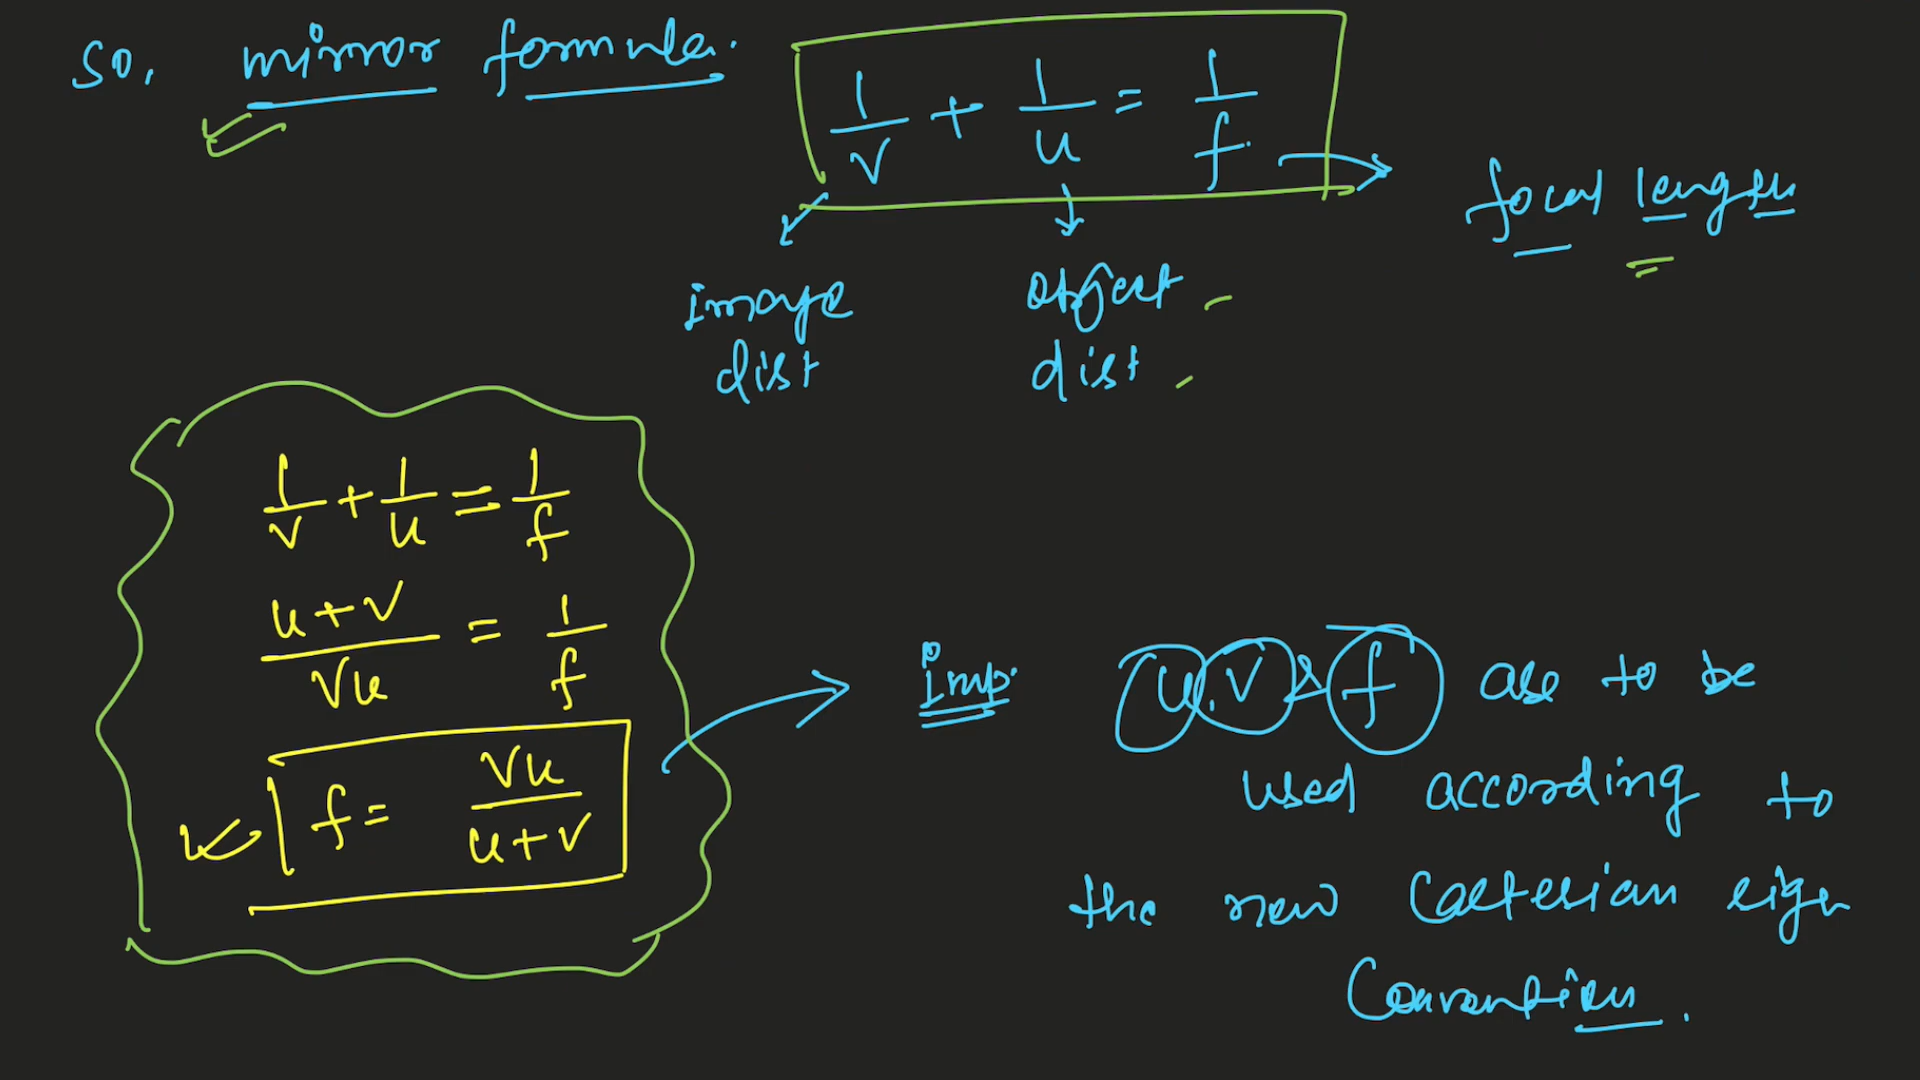 so, mirror formula.
1/v + 1/u = 1/f
focal length
image dist
object dist
1/v + 1/u = 1/f
u+v/vu = 1/f
f = vu/u+v
Imp. u, v & f are to be
used according to
the new Cartesian sign
Convention.